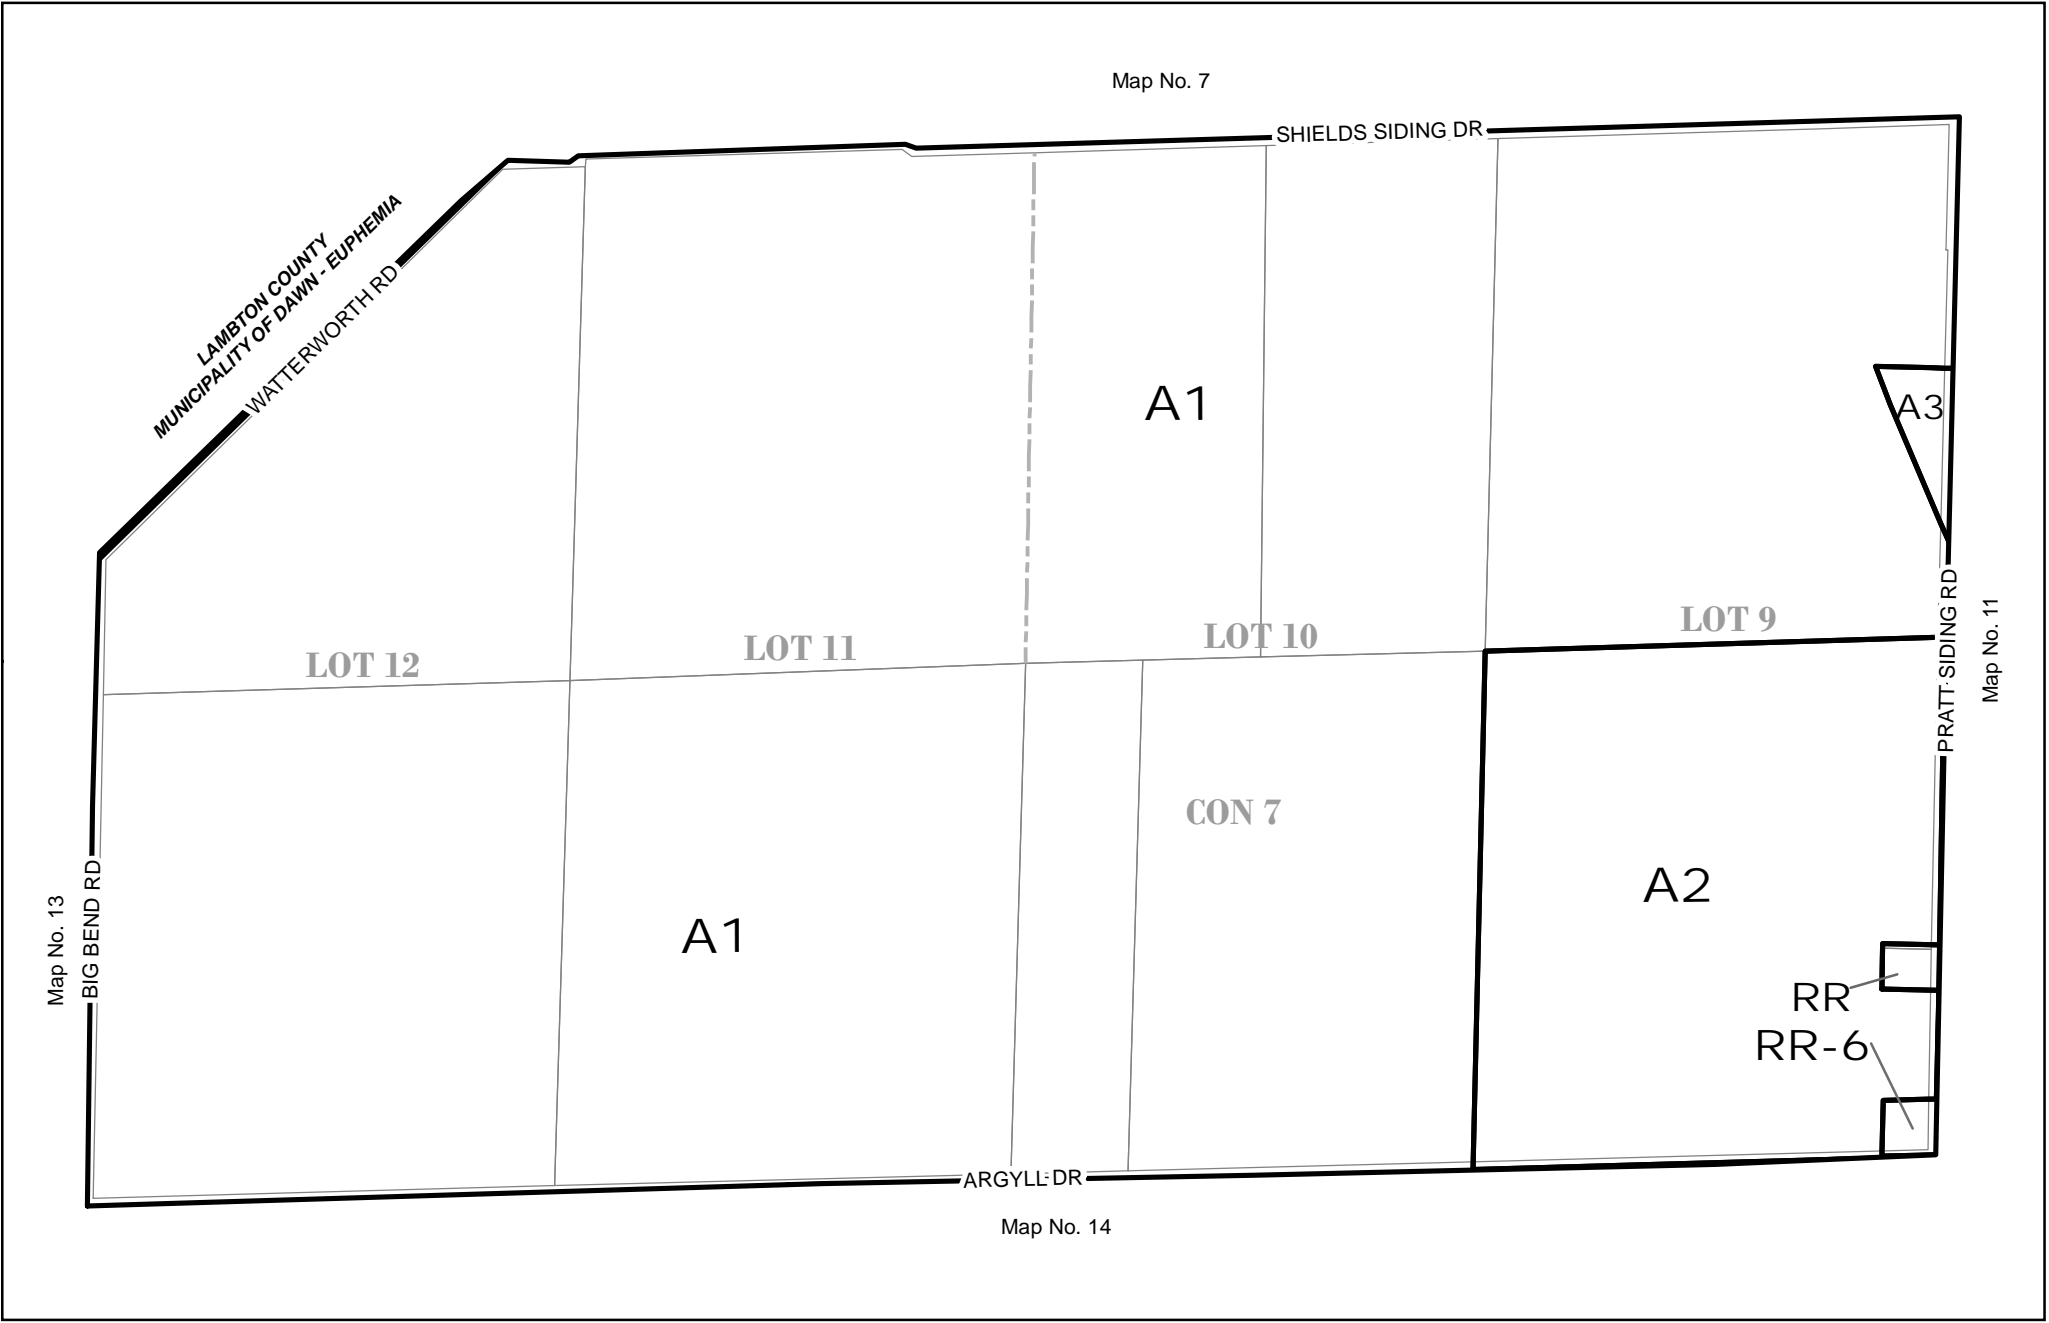 Map No. 7
SHIELDS SIDING DR
LAMBTON COUNTY
MUNICIPALITY OF DAWN - EUPHEMIA
WATTERWORTH RD
A1
A3
LOT 12
LOT 11
LOT 10
LOT 9
PRATT SIDING RD
Map No. 11
CON 7
A2
A1
BIG BEND RD
Map No. 13
RR
RR-6
ARGYLL DR
Map No. 14